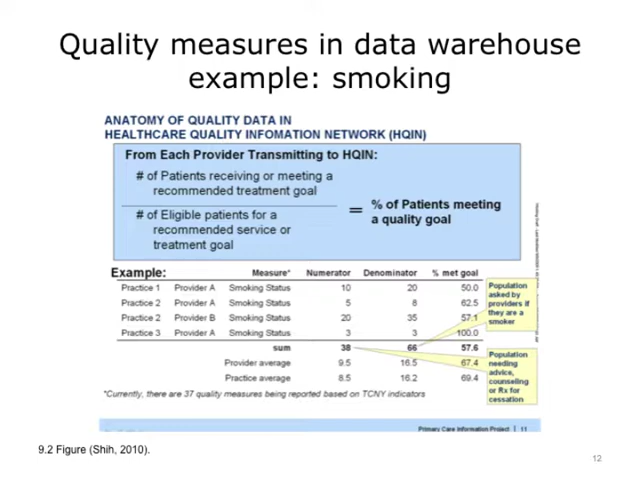 Quality measures in data warehouse
example: smoking
ANATOMY OF QUALITY DATA IN
HEALTHCARE QUALITY INFOMATION NETWORK (HQIN)
From Each Provider Transmitting to HQIN:
# of Patients receiving or meeting a
recommended treatment goal
# of Eligible patients for a
recommended service or
treatment goal
=
% of Patients meeting
a quality goal
Example: Measure* Numerator Denominator % met goal
Practice 1 Provider A Smoking Status 10 20 50.0
Practice 2 Provider A Smoking Status 5 8 62.5
Practice 2 Provider B Smoking Status 20 35 57.1
Practice 3 Provider A Smoking Status 3 3 100.0
sum 38 66 57.6
Provider average 9.5 16.5 67.4
Practice average 8.5 16.2 69.4
Population
asked by
providers if
they are a
smoker
Population
needing
advice,
counseling
or Rx for
cessation
*Currently, there are 37 quality measures being reported based on TCNY indicators
Primary Care Information Project | 11
9.2 Figure (Shih, 2010).
12